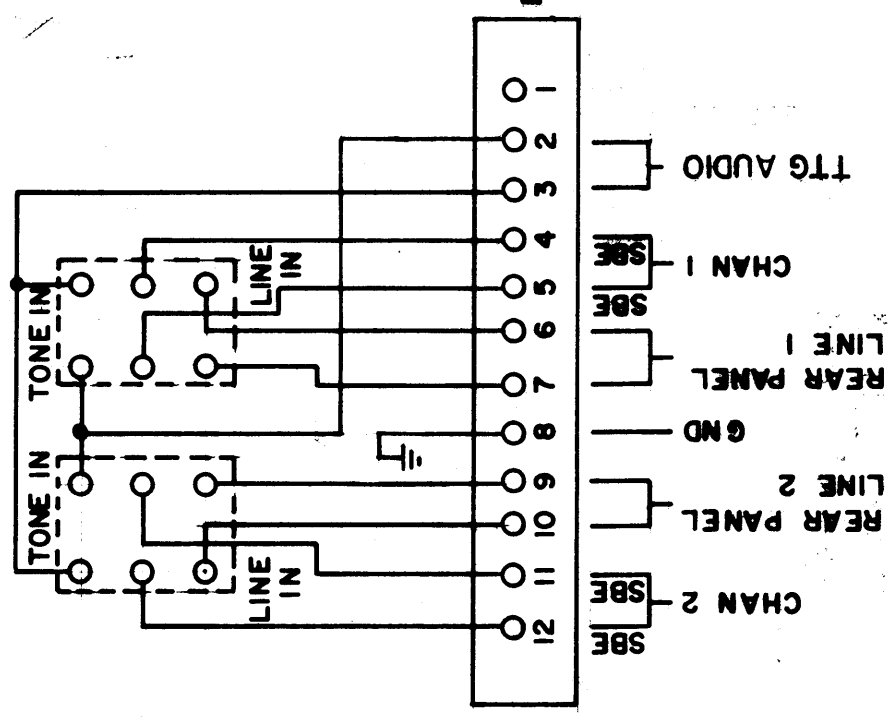 TONE IN
LINE IN
TONE IN
LINE IN
1
2
3
4
5
6
7
8
9
10
11
12
TTG AUDIO
SBE
CHAN 1
SBE
REAR PANEL
LINE 1
GND
REAR PANEL
LINE 2
SBE
CHAN 2
SBE